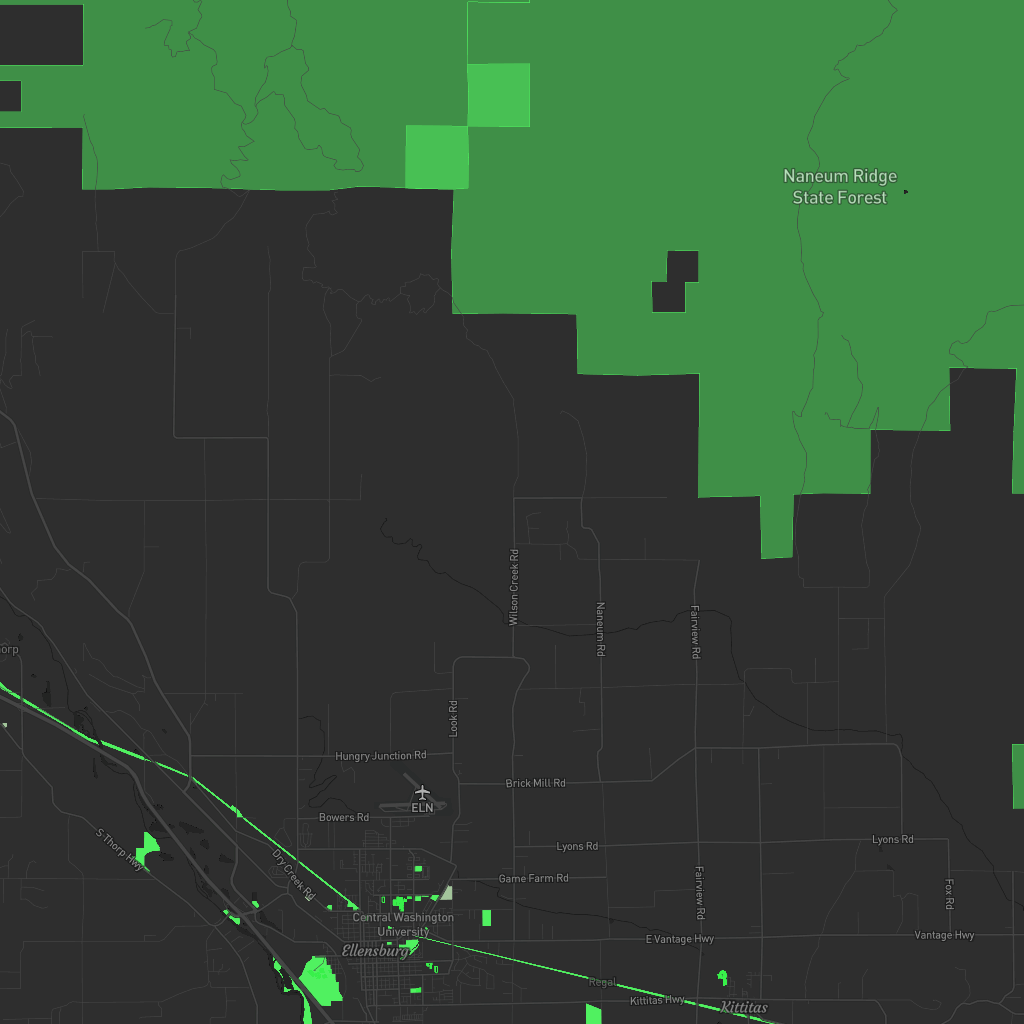 Naneum Ridge
State Forest
Wilson Creek Rd
Naneum Rd
Fairview Rd
orp
Look Rd
Hungry Junction Rd
Brick Mill Rd
ELN
Bowers Rd
S Thorp Hwy
Dry Creek Rd
Lyons Rd
Lyons Rd
Game Farm Rd
Fairview Rd
Fox Rd
Central Washington
University
E Vantage Hwy
Vantage Hwy
Ellensburg
Regal
Kittitas Hwy
Kittitas